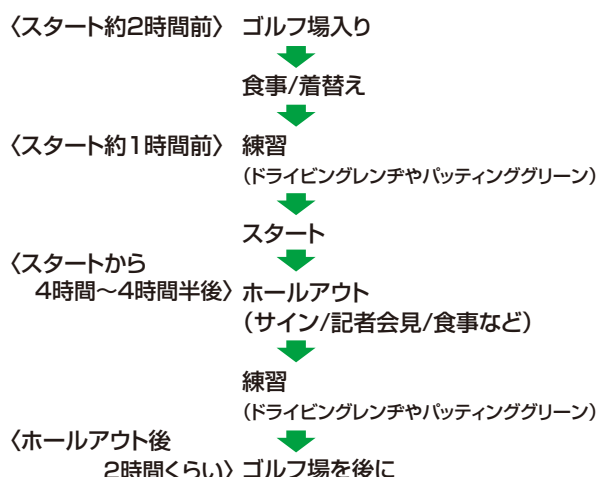 〈スタート約2時間前〉 ゴルフ場入り
食事/着替え
〈スタート約1時間前〉 練習
(ドライビングレンヂやパッティンググリーン)
スタート
〈スタートから
4時間〜4時間半後〉 ホールアウト
(サイン/記者会見/食事など)
練習
(ドライビングレンヂやパッティンググリーン)
〈ホールアウト後
2時間くらい〉 ゴルフ場を後に